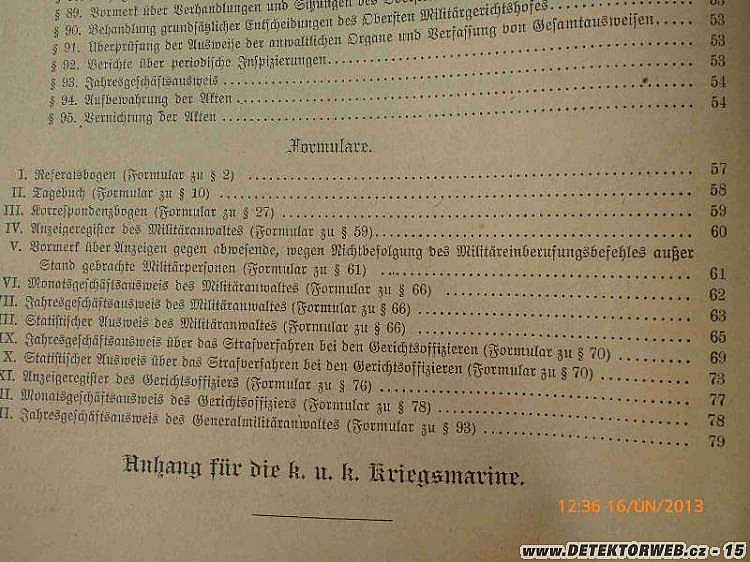 § 89. Vormerk über Verhandlungen und Sitzungen des
§ 90. Behandlung grundsätzlicher Entscheidungen des Obersten Militärgerichtshofes 53
§ 91. Überprüfung der Ausweise der anwaltlichen Organe und Verfassung von Gesamtausweisen. 53
§ 92. Berichte über periodische Inspizierungen 53
§ 93. Jahresgeschäftsausweis 54
§ 94. Aufbewahrung der Akten 54
§ 95. Vernichtung der Akten
Formulare.
I. Referatsbogen (Formular zu § 2) 57
II. Tagebuch (Formular zu § 10) 58
III. Korrespondenzbogen (Formular zu § 27) 59
IV. Anzeigeregister des Militäranwaltes (Formular zu § 59) 60
V. Vormerk über Anzeigen gegen abwesende, wegen Nichtbefolgung des Militäreinberufungsbefehles außer
Stand gebrachte Militärpersonen (Formular zu § 61) 61
VI. Monatsgeschäftsausweis des Militäranwaltes (Formular zu § 66) 62
VII. Jahresgeschäftsausweis des Militäranwaltes (Formular zu § 66) 63
III. Statistischer Ausweis des Militäranwaltes (Formular zu § 66) 65
IX. Jahresgeschäftsausweis über das Strafverfahren bei den Gerichtsoffizieren (Formular zu § 70) 69
X. Statistischer Ausweis über das Strafverfahren bei den Gerichtsoffizieren (Formular zu § 70) 73
XI. Anzeigeregister des Gerichtsoffiziers (Formular zu § 76) 77
II. Monatsgeschäftsausweis des Gerichtsoffiziers (Formular zu § 78) 78
II. Jahresgeschäftsausweis des Generalmilitäranwaltes (Formular zu § 93) 79
Anhang für die k. u. k. Kriegsmarine.
12:36 16/ÚN/2013
www.DETEKTORWEB.cz - 15